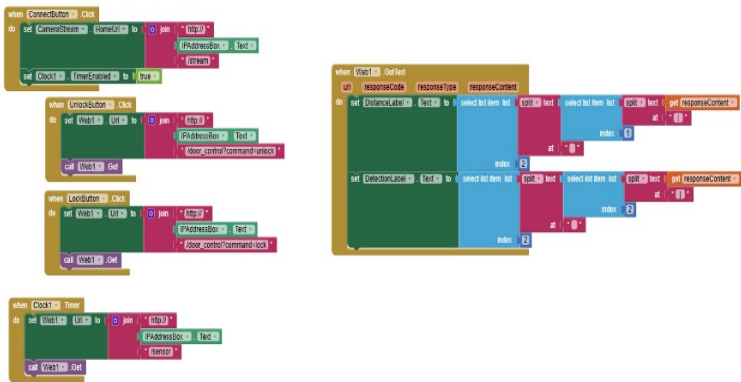 when ConnectButton .Click
do set CameraStream . HomeUrl to join " http:// "
IPAddressBox . Text
" /stream "
set Clock1 . TimerEnabled to true
when UnlockButton .Click
do set Web1 . Url to join " http:// "
IPAddressBox . Text
" /door_control?command=unlock "
call Web1 .Get
when LockButton .Click
do set Web1 . Url to join " http:// "
IPAddressBox . Text
" /door_control?command=lock "
call Web1 .Get
when Clock1 .Timer
do set Web1 . Url to join " http:// "
IPAddressBox . Text
" /sensor "
call Web1 .Get
when Web1 .GotText
url responseCode responseType responseContent
do set DistanceLabel . Text to select list item list split text select list item list split text get responseContent
at " | "
index 1
at
index 2
set DetectionLabel . Text to select list item list split text select list item list split text get responseContent
at " | "
index 2
at
index 2